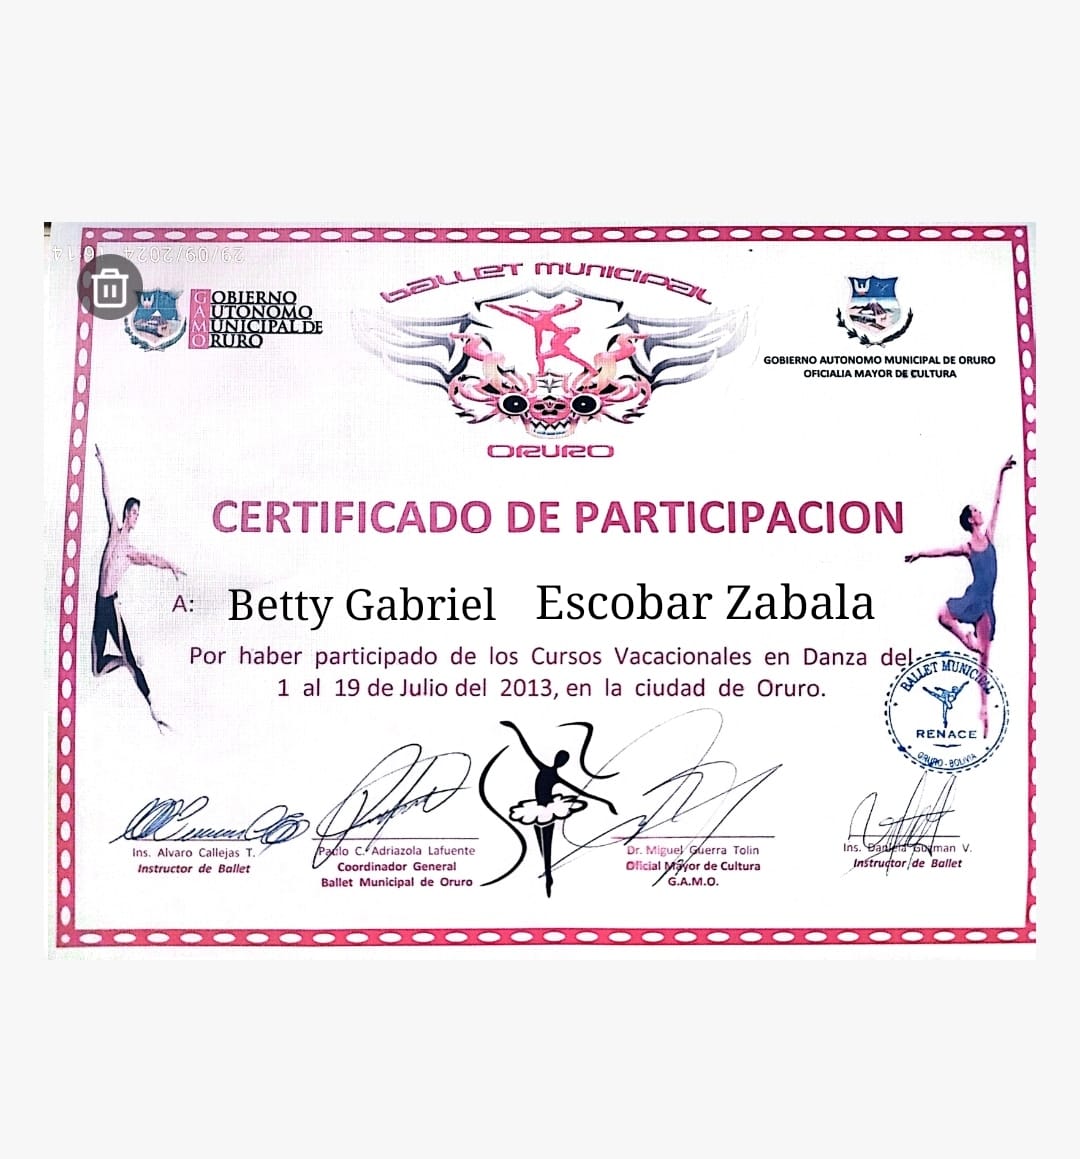 29/09/2024 16:14
GOBIERNO
AUTONOMO
MUNICIPAL DE
ORURO
BALLET MUNICIPAL
ORURO
GOBIERNO AUTONOMO MUNICIPAL DE ORURO
OFICIALIA MAYOR DE CULTURA
CERTIFICADO DE PARTICIPACION
A: Betty Gabriel Escobar Zabala
Por haber participado de los Cursos Vacacionales en Danza del
1 al 19 de Julio del 2013, en la ciudad de Oruro.
BALLET MUNICIPAL
RENACE
ORURO - BOLIVIA
Ins. Alvaro Callejas T.
Instructor de Ballet
Paolo C. Adriazola Lafuente
Coordinador General
Ballet Municipal de Oruro
Dr. Miguel Guerra Tolin
Oficial Mayor de Cultura
G.A.M.O.
Ins. Daniela Guzman V.
Instructor de Ballet